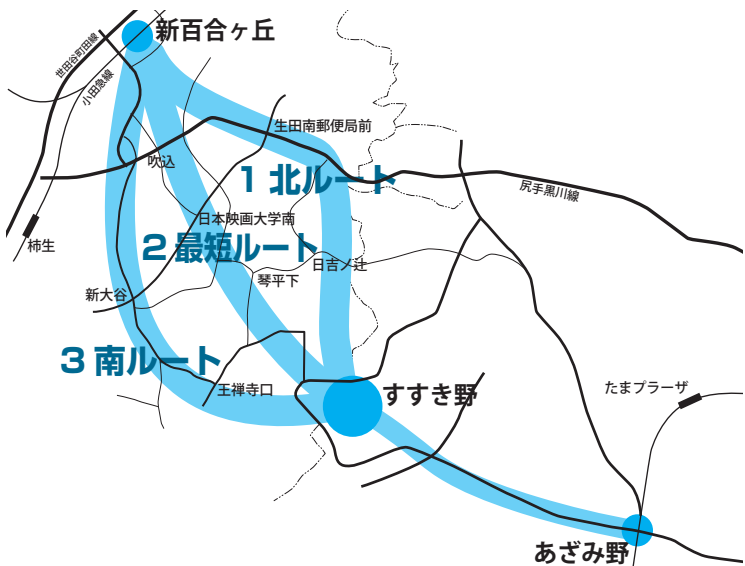 新百合ヶ丘
世田谷町田線
小田急線
生田南郵便局前
吹込
1 北ルート
尻手黒川線
日本映画大学南
柿生
2 最短ルート
日吉ノ辻
琴平下
新大谷
3 南ルート
王禅寺口
すすき野
たまプラーザ
あざみ野